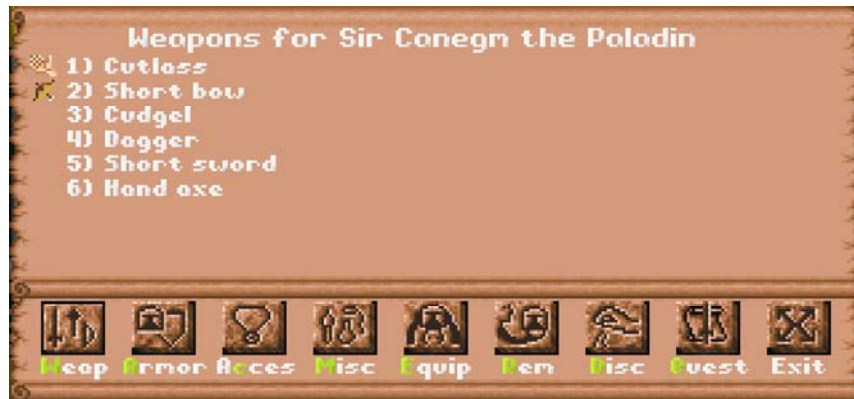 Weapons for Sir Canegm the Paladin
1) Cutlass
2) Short bow
3) Cudgel
4) Dagger
5) Short sword
6) Hand axe
Weap Armor Acces Misc Equip Rem Disc Quest Exit